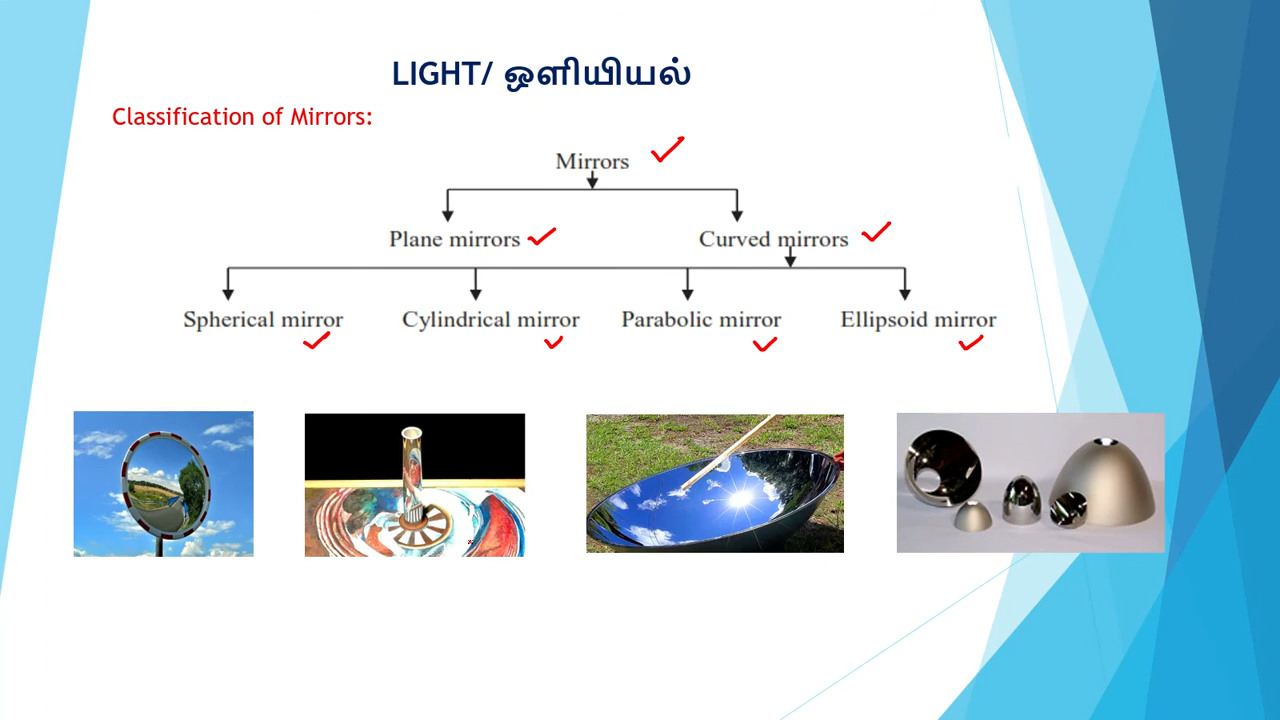 LIGHT/ ஒளியியல்
Classification of Mirrors:
Mirrors
Plane mirrors Curved mirrors
Spherical mirror Cylindrical mirror Parabolic mirror Ellipsoid mirror